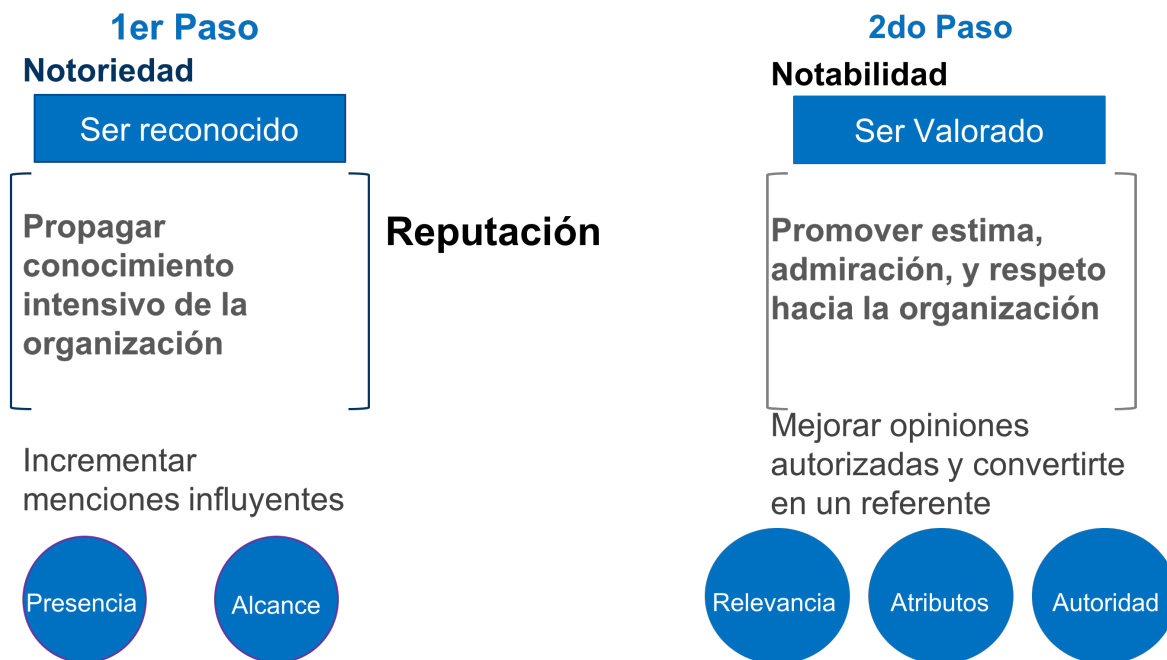 1er Paso
Notoriedad
Ser reconocido
Propagar
conocimiento
intensivo de la
organización
Incrementar
menciones influyentes
Presencia
Alcance
Reputación
2do Paso
Notabilidad
Ser Valorado
Promover estima,
admiración, y respeto
hacia la organización
Mejorar opiniones
autorizadas y convertirte
en un referente
Relevancia
Atributos
Autoridad